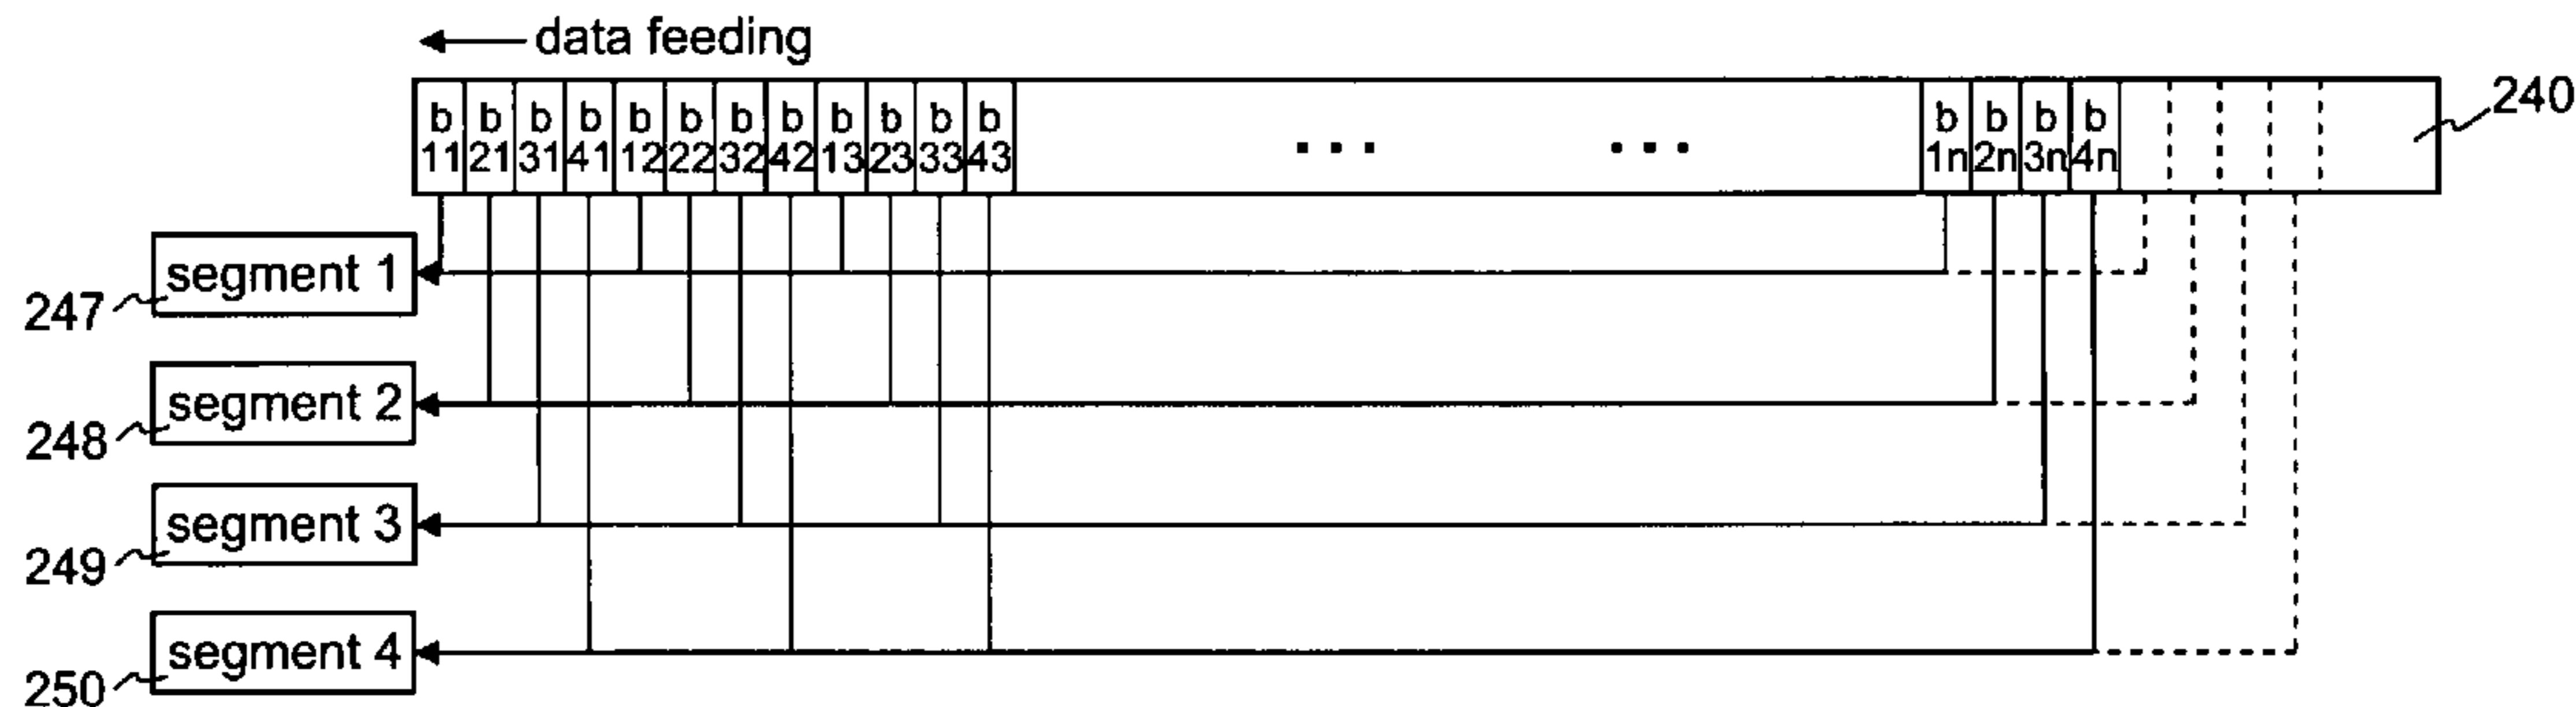 data feeding
b b b b b b b b b b b b ... ... b b b b
11 21 31 41 12 22 32 42 13 23 33 43 1n 2n 3n 4n
240
segment 1
247
segment 2
248
segment 3
249
segment 4
250